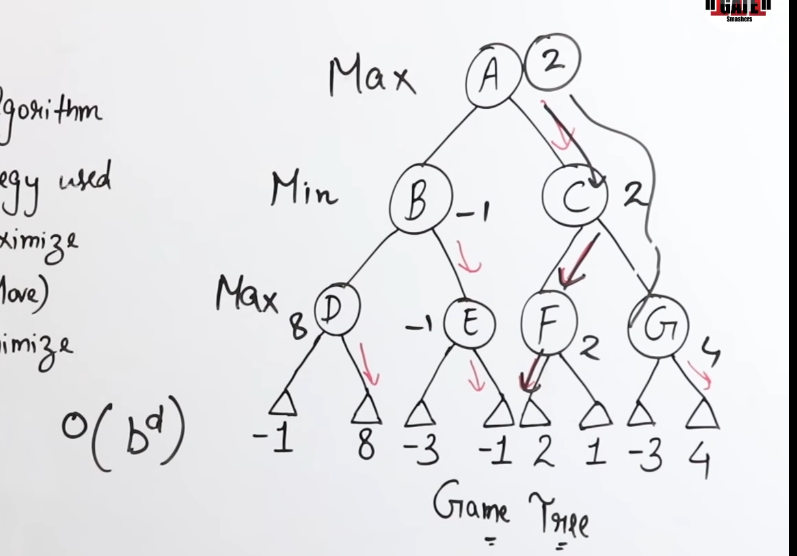 Smashers
Max A 2
gorithm
egy used
Min B -1 C 2
ximize
Move)
Max 8 D -1 E F 2 G 4
imize
O(b^d)
-1 8 -3 -1 2 1 -3 4
Game Tree